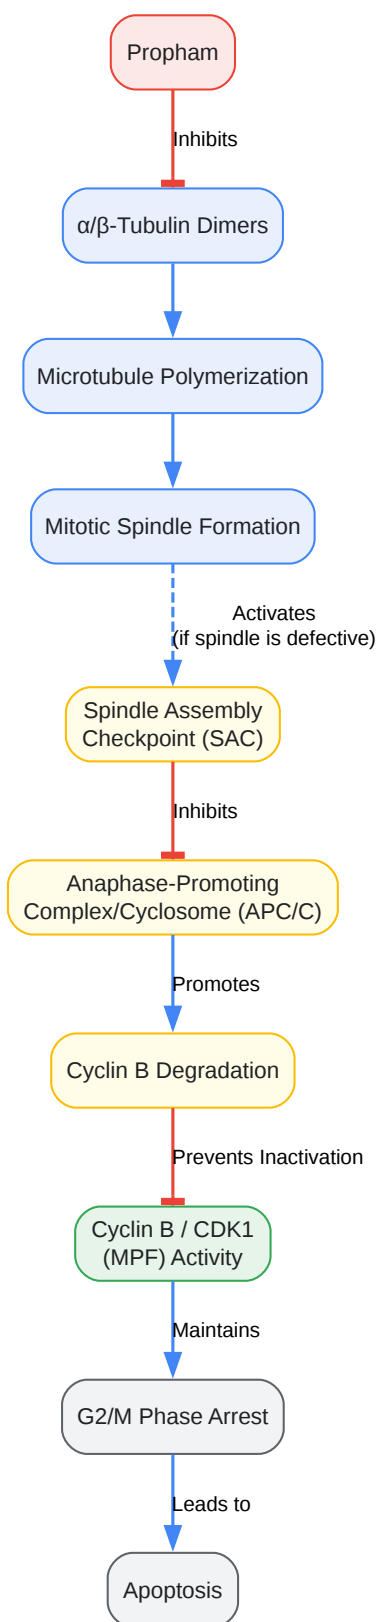 Propham
Inhibits
α/β-Tubulin Dimers
Microtubule Polymerization
Mitotic Spindle Formation
Activates
(if spindle is defective)
Spindle Assembly
Checkpoint (SAC)
Inhibits
Anaphase-Promoting
Complex/Cyclosome (APC/C)
Promotes
Cyclin B Degradation
Prevents Inactivation
Cyclin B / CDK1
(MPF) Activity
Maintains
G2/M Phase Arrest
Leads to
Apoptosis